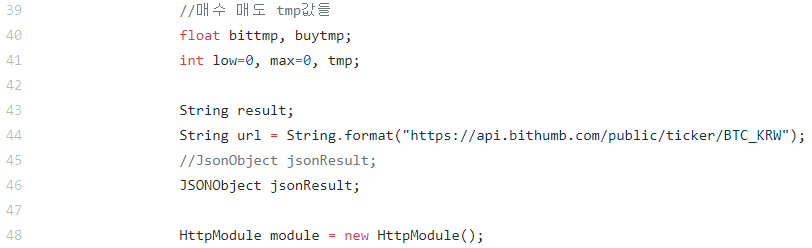 39 //매수 매도 tmp값들
40 float bittmp, buytmp;
41 int low=0, max=0, tmp;
42
43 String result;
44 String url = String.format("https://api.bithumb.com/public/ticker/BTC_KRW");
45 //JsonObject jsonResult;
46 JSONObject jsonResult;
47
48 HttpModule module = new HttpModule();